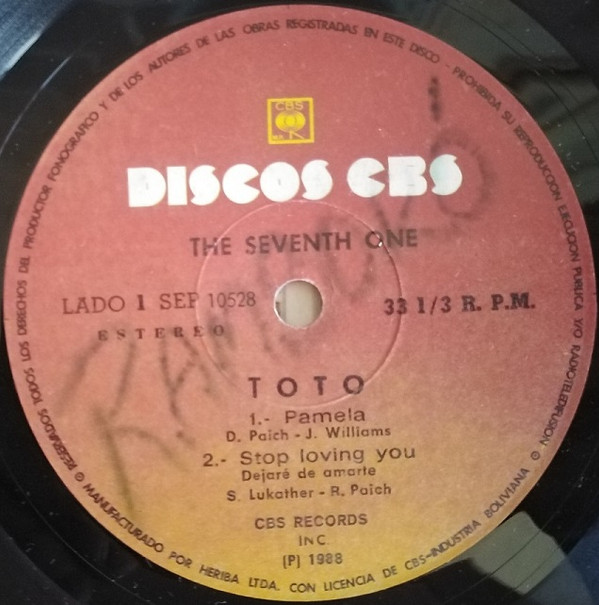 RESERVADOS TODOS LOS DERECHOS DEL PRODUCTOR FONOGRAFICO Y DE LOS AUTORES DE LAS OBRAS REGISTRADAS EN ESTE DISCO - PROHIBIDA SU REPRODUCCION EJECUCION PUBLICA Y/O RADIOTELEDIFUSION
CBS
DISCOS CBS
THE SEVENTH ONE
LADO 1 SEP 10528
33 1/3 R. P. M.
ESTEREO
TOTO
1.- Pamela
D. Paich - J. Williams
2.- Stop loving you
Dejaré de amarte
S. Lukather - R. Paich
CBS RECORDS
INC
(P) 1988
MANUFACTURADO POR HERIBA LTDA. CON LICENCIA DE CBS-INDUSTRIA BOLIVIANA